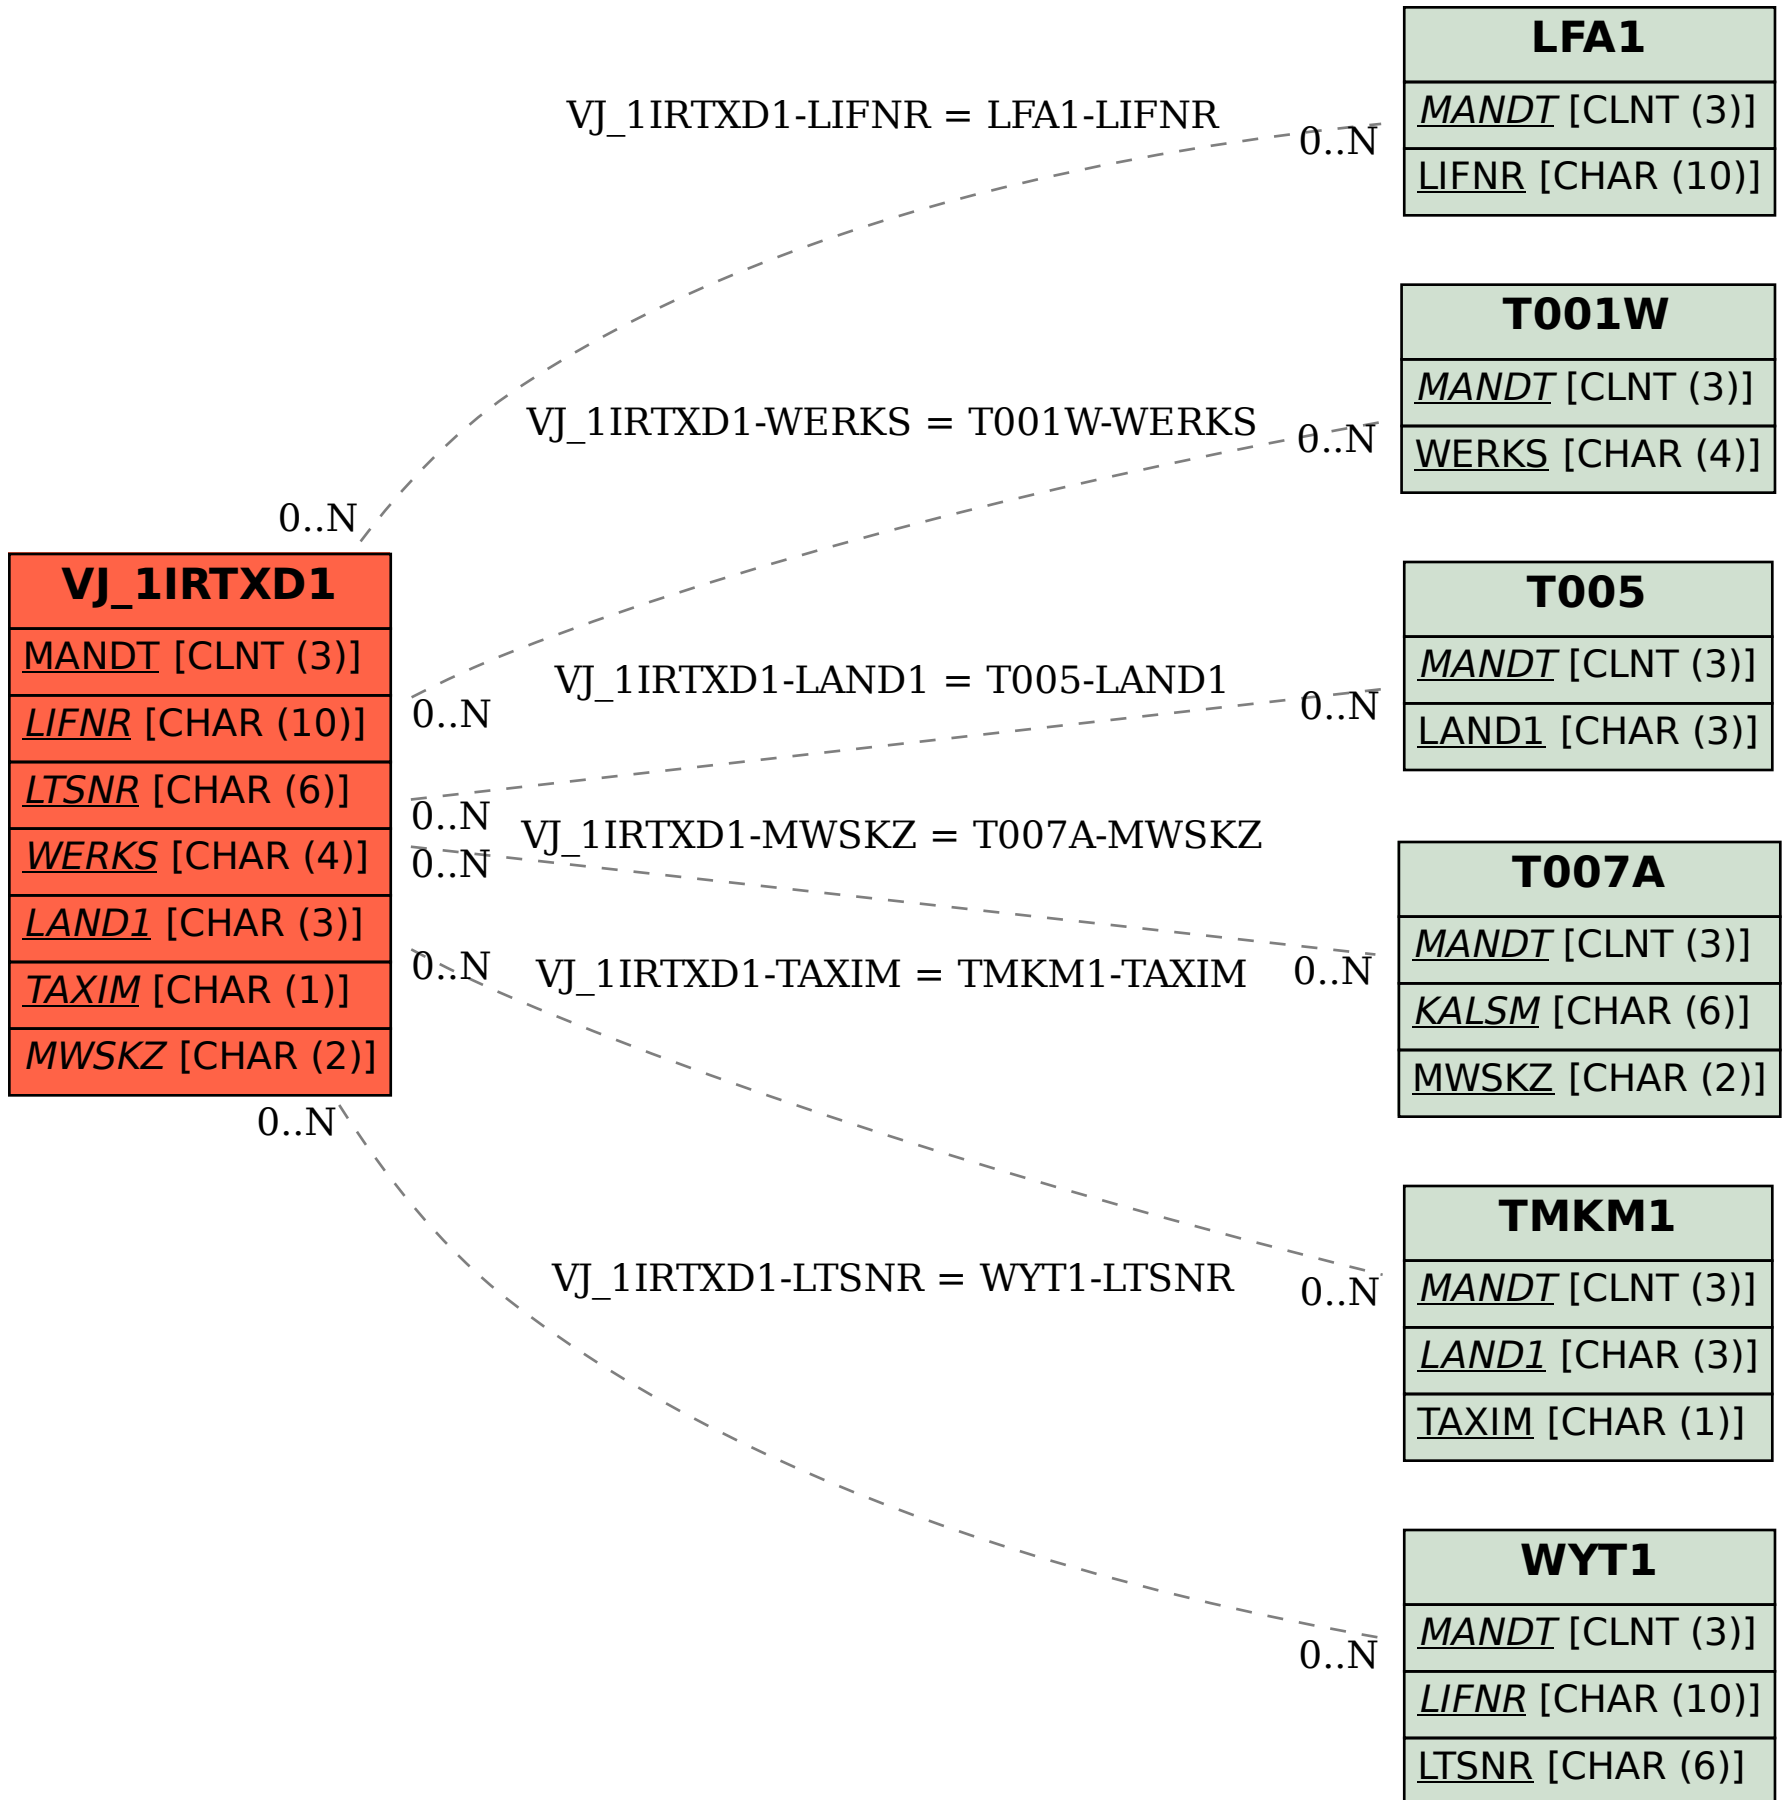 LFA1
MANDT [CLNT (3)]
LIFNR [CHAR (10)]
VJ_1IRTXD1-LIFNR = LFA1-LIFNR
0..N
0..N
T001W
MANDT [CLNT (3)]
WERKS [CHAR (4)]
VJ_1IRTXD1-WERKS = T001W-WERKS
0..N
0..N
VJ_1IRTXD1
MANDT [CLNT (3)]
LIFNR [CHAR (10)]
LTSNR [CHAR (6)]
WERKS [CHAR (4)]
LAND1 [CHAR (3)]
TAXIM [CHAR (1)]
MWSKZ [CHAR (2)]
T005
MANDT [CLNT (3)]
LAND1 [CHAR (3)]
VJ_1IRTXD1-LAND1 = T005-LAND1
0..N
0..N
VJ_1IRTXD1-MWSKZ = T007A-MWSKZ
0..N
0..N
T007A
MANDT [CLNT (3)]
KALSM [CHAR (6)]
MWSKZ [CHAR (2)]
VJ_1IRTXD1-TAXIM = TMKM1-TAXIM
0..N
0..N
TMKM1
MANDT [CLNT (3)]
LAND1 [CHAR (3)]
TAXIM [CHAR (1)]
VJ_1IRTXD1-LTSNR = WYT1-LTSNR
0..N
0..N
WYT1
MANDT [CLNT (3)]
LIFNR [CHAR (10)]
LTSNR [CHAR (6)]